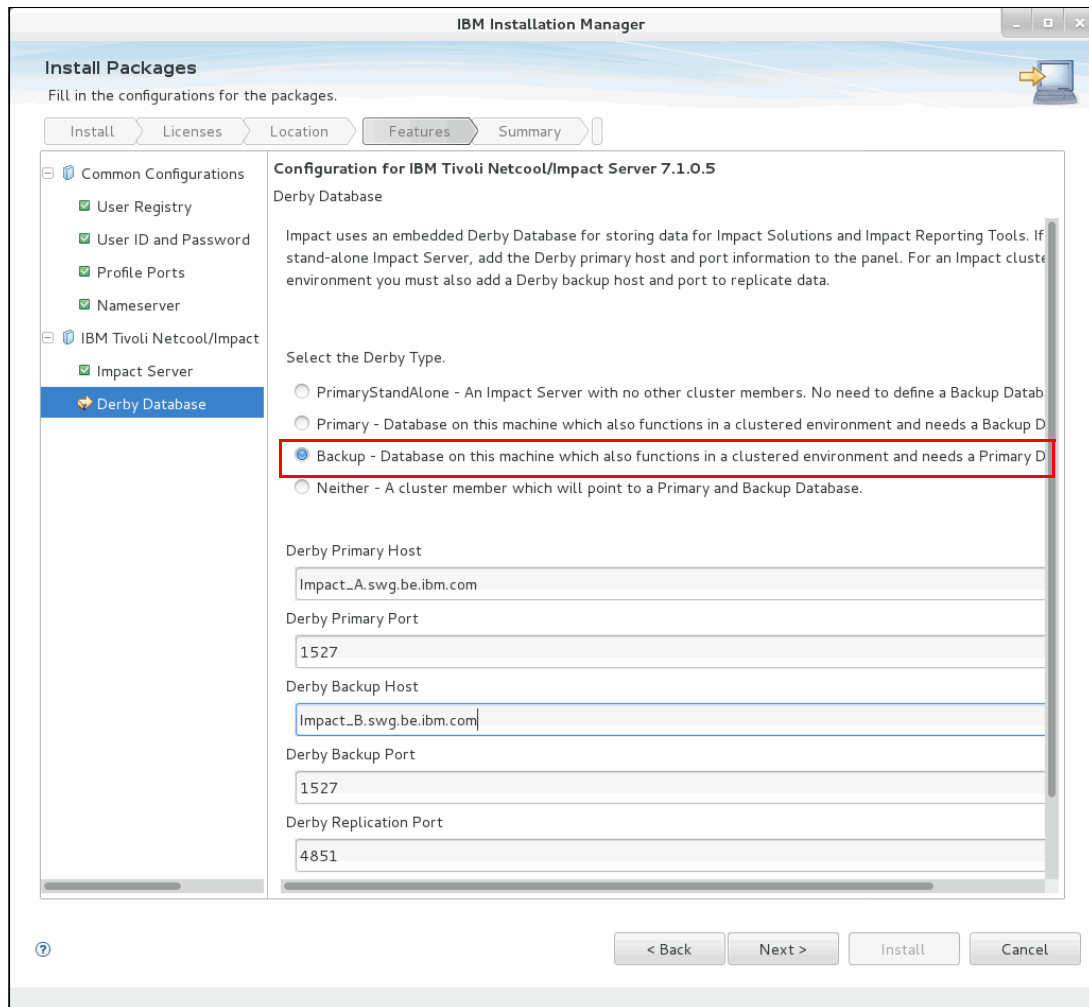 IBM Installation Manager
Install Packages
Fill in the configurations for the packages.
Install
Licenses
Location
Features
Summary
Common Configurations
User Registry
User ID and Password
Profile Ports
Nameserver
IBM Tivoli Netcool/Impact
Impact Server
Derby Database
Configuration for IBM Tivoli Netcool/Impact Server 7.1.0.5
Derby Database
Impact uses an embedded Derby Database for storing data for Impact Solutions and Impact Reporting Tools. If
stand-alone Impact Server, add the Derby primary host and port information to the panel. For an Impact cluste
environment you must also add a Derby backup host and port to replicate data.
Select the Derby Type.
PrimaryStandAlone - An Impact Server with no other cluster members. No need to define a Backup Datab
Primary - Database on this machine which also functions in a clustered environment and needs a Backup D
Backup - Database on this machine which also functions in a clustered environment and needs a Primary D
Neither - A cluster member which will point to a Primary and Backup Database.
Derby Primary Host
Impact_A.swg.be.ibm.com
Derby Primary Port
1527
Derby Backup Host
Impact_B.swg.be.ibm.com
Derby Backup Port
1527
Derby Replication Port
4851
?
< Back
Next >
Install
Cancel